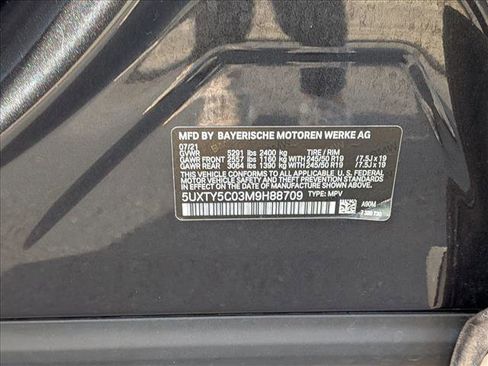 MFD BY BAYERISCHE MOTOREN WERKE AG
07/21
GVWR 5291 lbs 2400 kg TIRE / RIM
GAWR FRONT 2557 lbs 1160 kg WITH 245/50 R19 /7.5J x 19
GAWR REAR 3064 lbs 1390 kg WITH 245/50 R19 /7.5J x 19
THIS VEHICLE CONFORMS TO ALL APPLICABLE
FEDERAL MOTOR VEHICLE SAFETY STANDARDS IN
EFFECT ON THE DATE OF MANUFACTURE SHOWN ABOVE
5UXTY5C03M9H88709 TYPE: MPV
A90M